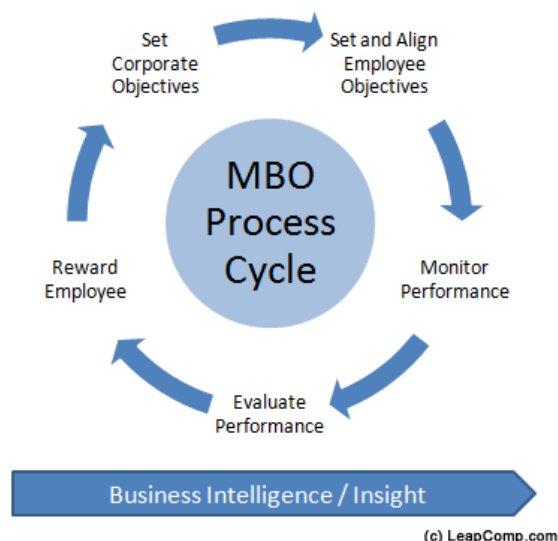 Set
Corporate
Objectives
Set and Align
Employee
Objectives
MBO
Process
Cycle
Reward
Employee
Monitor
Performance
Evaluate
Performance
Business Intelligence / Insight
(c) LeapComp.com